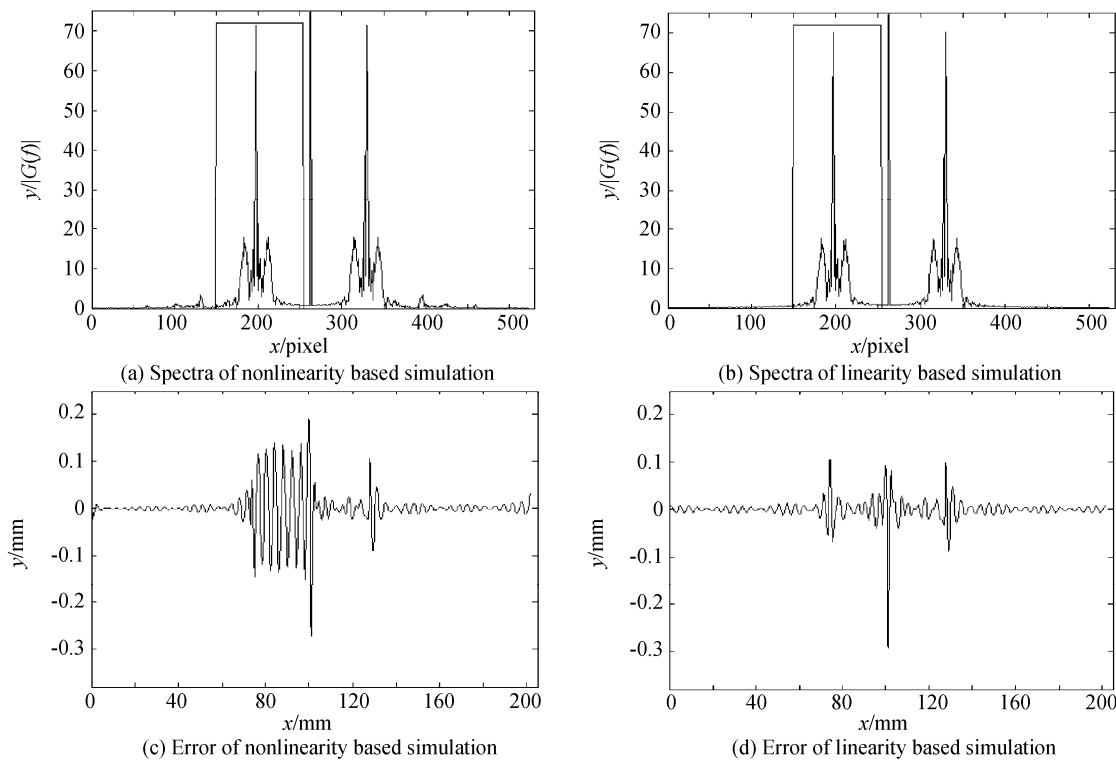 70
60
50
40
30
20
10
0
y/|G(f)|
0 100 200 300 400 500
x/pixel
(a) Spectra of nonlinearity based simulation
70
60
50
40
30
20
10
0
y/|G(f)|
0 100 200 300 400 500
x/pixel
(b) Spectra of linearity based simulation
0.2
0.1
0
-0.1
-0.2
-0.3
y/mm
0 40 80 120 160 200
x/mm
(c) Error of nonlinearity based simulation
0.2
0.1
0
-0.1
-0.2
-0.3
y/mm
0 40 80 120 160 200
x/mm
(d) Error of linearity based simulation